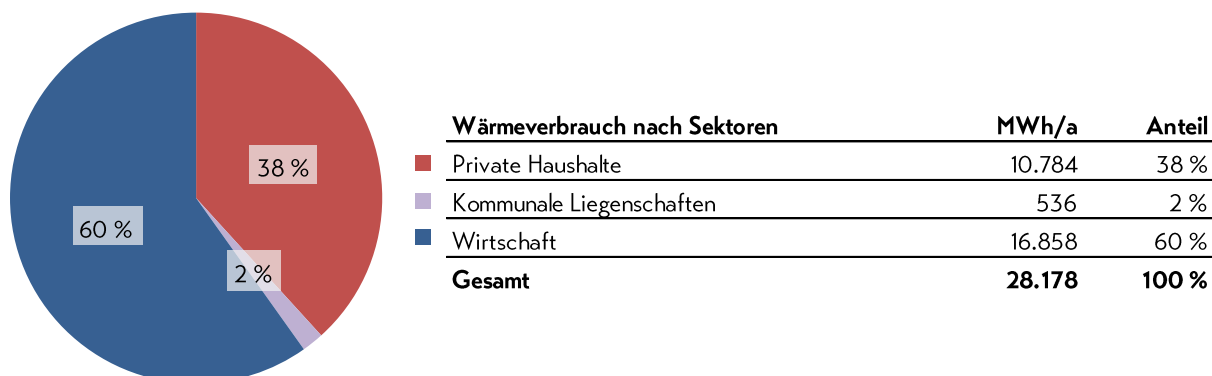 38 %
60 %
2 %
Wärmeverbrauch nach Sektoren MWh/a Anteil
Private Haushalte 10.784 38 %
Kommunale Liegenschaften 536 2 %
Wirtschaft 16.858 60 %
Gesamt 28.178 100 %